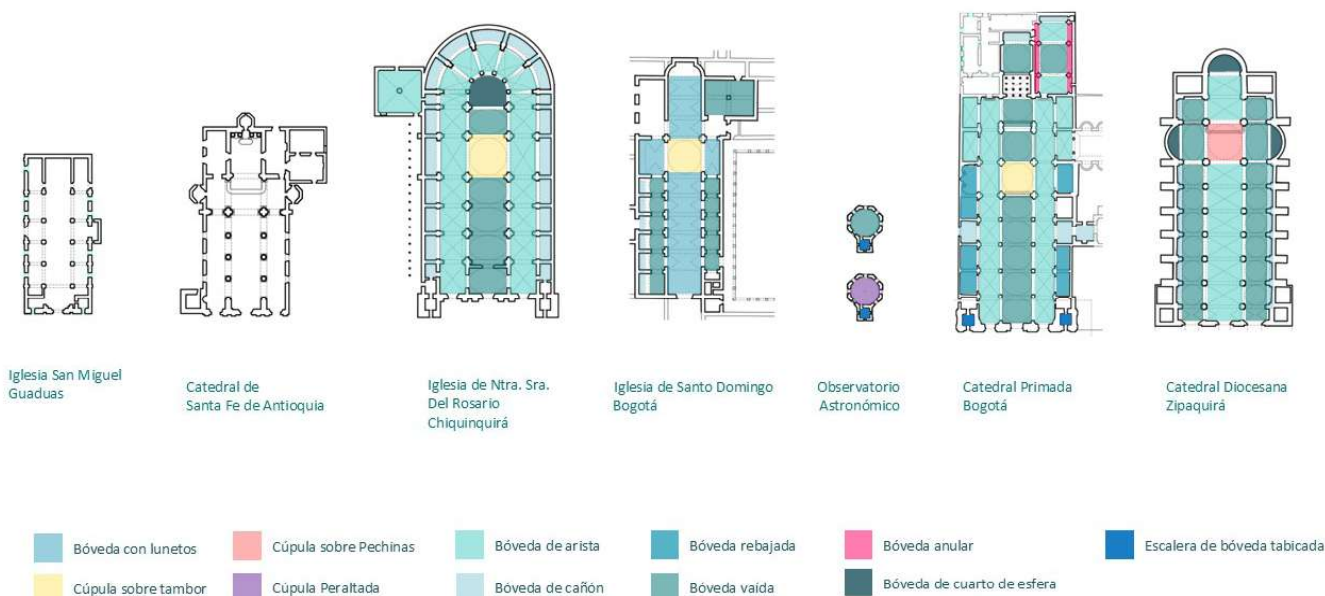 Iglesia San Miguel
Guaduas
Catedral de
Santa Fe de Antioquia
Iglesia de Ntra. Sra.
Del Rosario
Chiquinquirá
Iglesia de Santo Domingo
Bogotá
Observatorio
Astronómico
Catedral Primada
Bogotá
Catedral Diocesana
Zipaquirá
Bóveda con lunetos
Cúpula sobre Pechinas
Bóveda de arista
Bóveda rebajada
Bóveda anular
Escalera de bóveda tabicada
Cúpula sobre tambor
Cúpula Peraltada
Bóveda de cañón
Bóveda vaída
Bóveda de cuarto de esfera